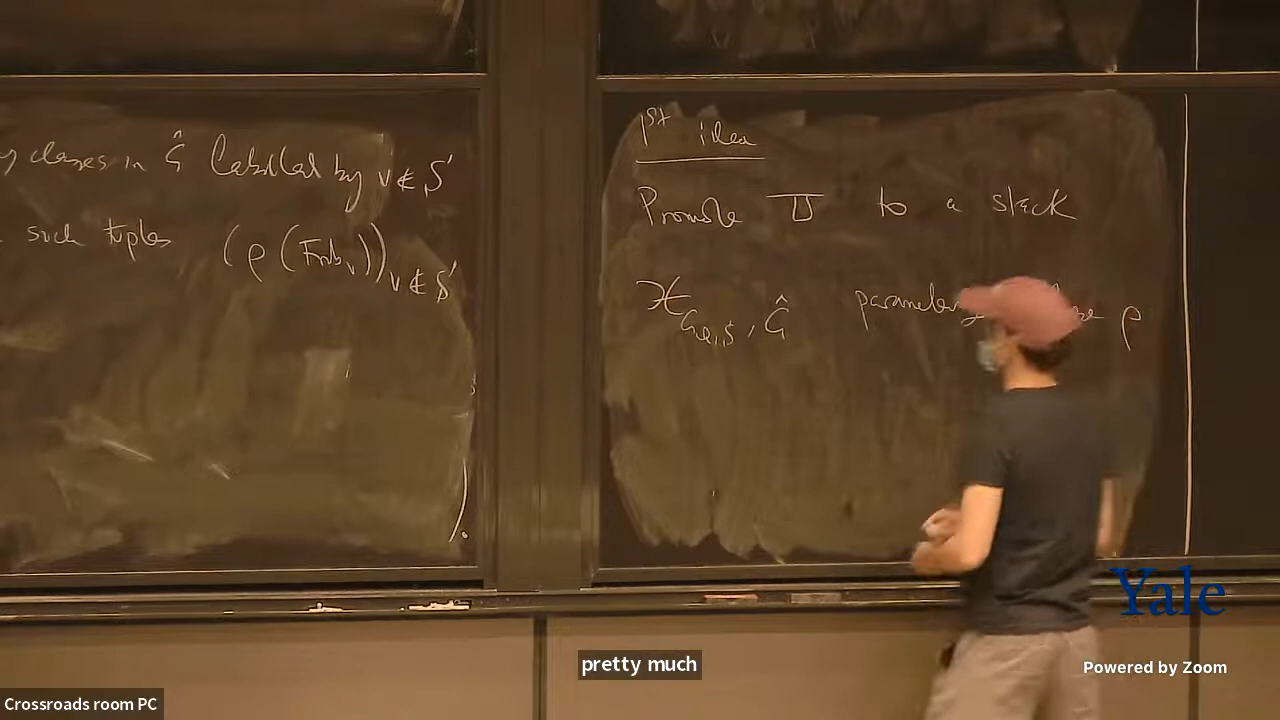 classes in Ĝ labelled by v ∉ S'
such tuples (ρ(Frob_v))_{v ∉ S'}
1st idea
Promote to a stack
𝒳_{G_{Q,S}, Ĝ} ρ
pretty much
Yale
Powered by Zoom
Crossroads room PC